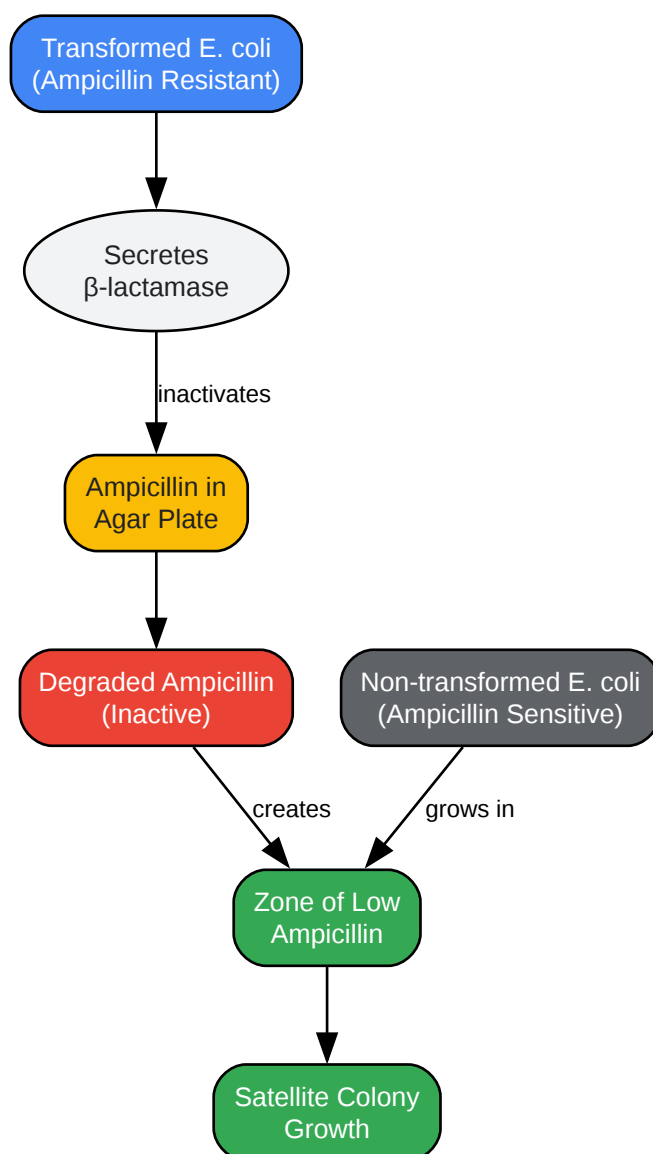 Transformed E. coli
(Ampicillin Resistant)
Secretes
β-lactamase
inactivates
Ampicillin in
Agar Plate
Degraded Ampicillin
(Inactive)
Non-transformed E. coli
(Ampicillin Sensitive)
creates
grows in
Zone of Low
Ampicillin
Satellite Colony
Growth